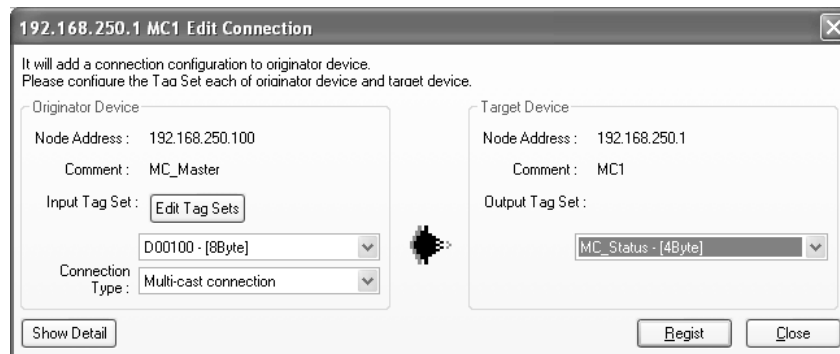 192.168.250.1 MC1 Edit Connection
It will add a connection configuration to originator device.
Please configure the Tag Set each of originator device and target device.
Originator Device
Node Address : 192.168.250.100
Comment : MC_Master
Input Tag Set : Edit Tag Sets
D00100 - [8Byte]
Connection
Type : Multi-cast connection
Target Device
Node Address : 192.168.250.1
Comment : MC1
Output Tag Set :
MC_Status - [4Byte]
Show Detail
Regist
Close